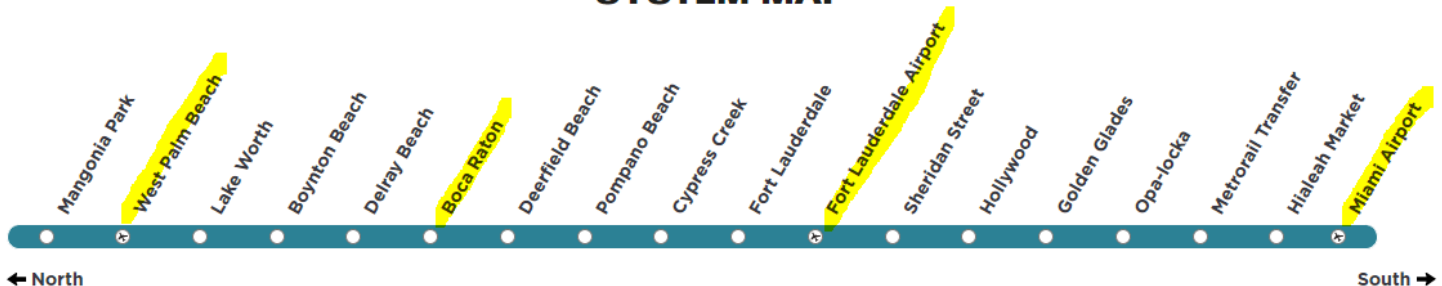 SYSTEM MAP
Mangonia Park
West Palm Beach
Lake Worth
Boynton Beach
Delray Beach
Boca Raton
Deerfield Beach
Pompano Beach
Cypress Creek
Fort Lauderdale
Fort Lauderdale Airport
Sheridan Street
Hollywood
Golden Glades
Opa-locka
Metrorail Transfer
Hialeah Market
Miami Airport
← North
South →